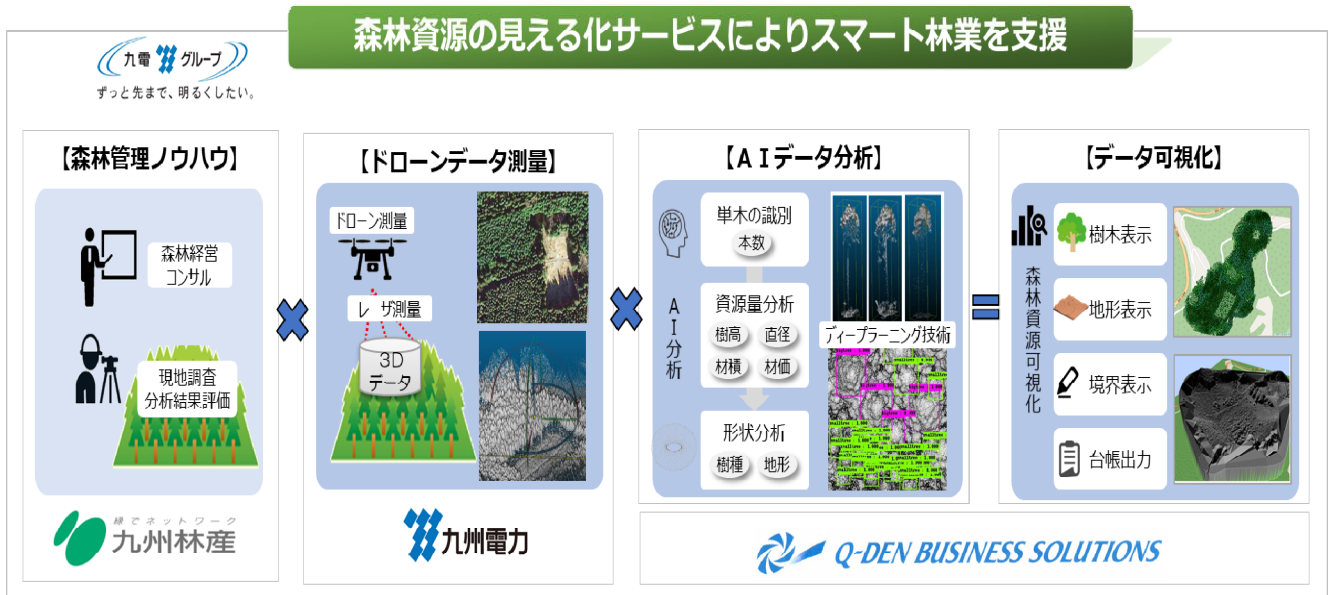 森林資源の見える化サービスによりスマート林業を支援
九電グループ
ずっと先まで、明るくしたい。
【森林管理ノウハウ】
森林経営
コンサル
現地調査
分析結果評価
緑でネットワーク
九州林産
【ドローンデータ測量】
ドローン測量
レーザ測量
3D
データ
九州電力
【AIデータ分析】
AI分析
単木の識別
本数
資源量分析
樹高 直径
材積 材価
形状分析
樹種 地形
ディープラーニング技術
【データ可視化】
森林資源可視化
樹木表示
地形表示
境界表示
台帳出力
Q-DEN BUSINESS SOLUTIONS